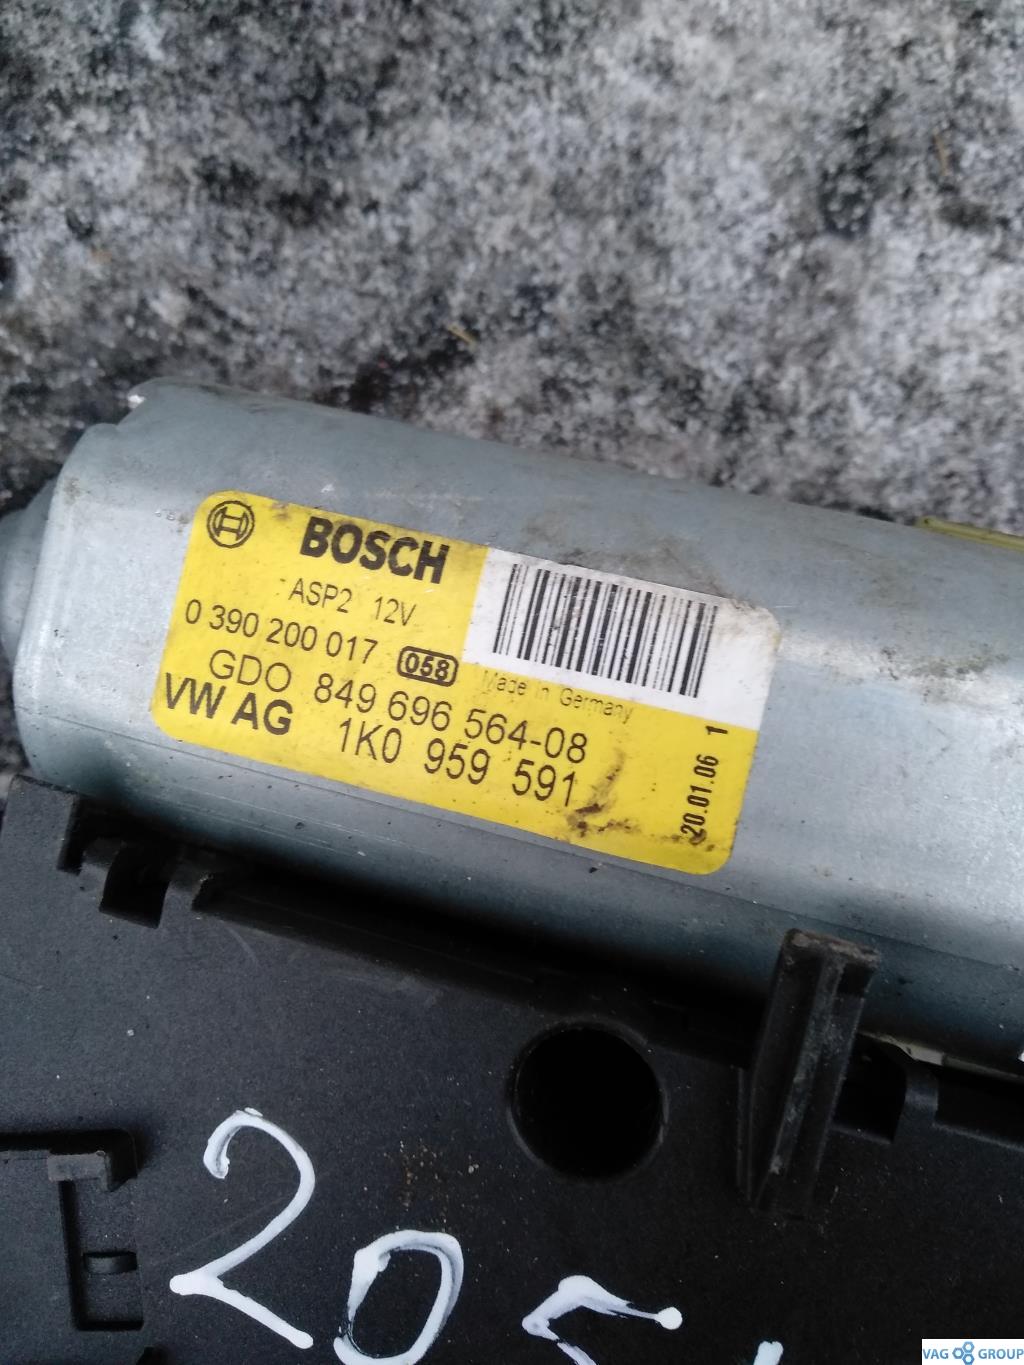 BOSCH
ASP2 12V
0 390 200 017 058
Made in Germany
GDO 849 696 564-08
VW AG 1K0 959 591
20.01.06 1
205
VAG GROUP